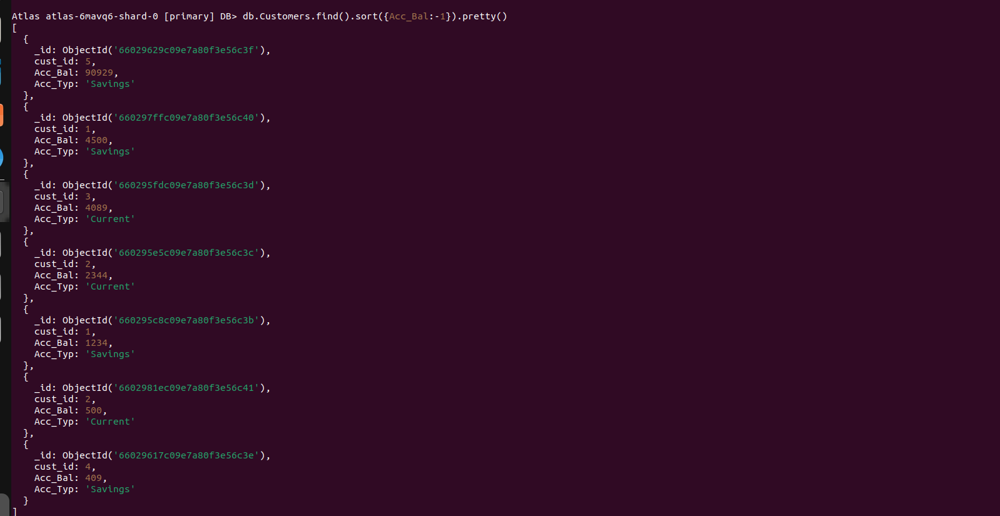 Atlas atlas-6mavq6-shard-0 [primary] DB> db.Customers.find().sort({Acc_Bal:-1}).pretty()
[
  {
    _id: ObjectId('66029629c09e7a80f3e56c3f'),
    cust_id: 5,
    Acc_Bal: 90929,
    Acc_Typ: 'Savings'
  },
  {
    _id: ObjectId('660297ffc09e7a80f3e56c40'),
    cust_id: 1,
    Acc_Bal: 4500,
    Acc_Typ: 'Savings'
  },
  {
    _id: ObjectId('660295fdc09e7a80f3e56c3d'),
    cust_id: 3,
    Acc_Bal: 4089,
    Acc_Typ: 'Current'
  },
  {
    _id: ObjectId('660295e5c09e7a80f3e56c3c'),
    cust_id: 2,
    Acc_Bal: 2344,
    Acc_Typ: 'Current'
  },
  {
    _id: ObjectId('660295c8c09e7a80f3e56c3b'),
    cust_id: 1,
    Acc_Bal: 1234,
    Acc_Typ: 'Savings'
  },
  {
    _id: ObjectId('6602981ec09e7a80f3e56c41'),
    cust_id: 2,
    Acc_Bal: 500,
    Acc_Typ: 'Current'
  },
  {
    _id: ObjectId('66029617c09e7a80f3e56c3e'),
    cust_id: 4,
    Acc_Bal: 409,
    Acc_Typ: 'Savings'
  }
]